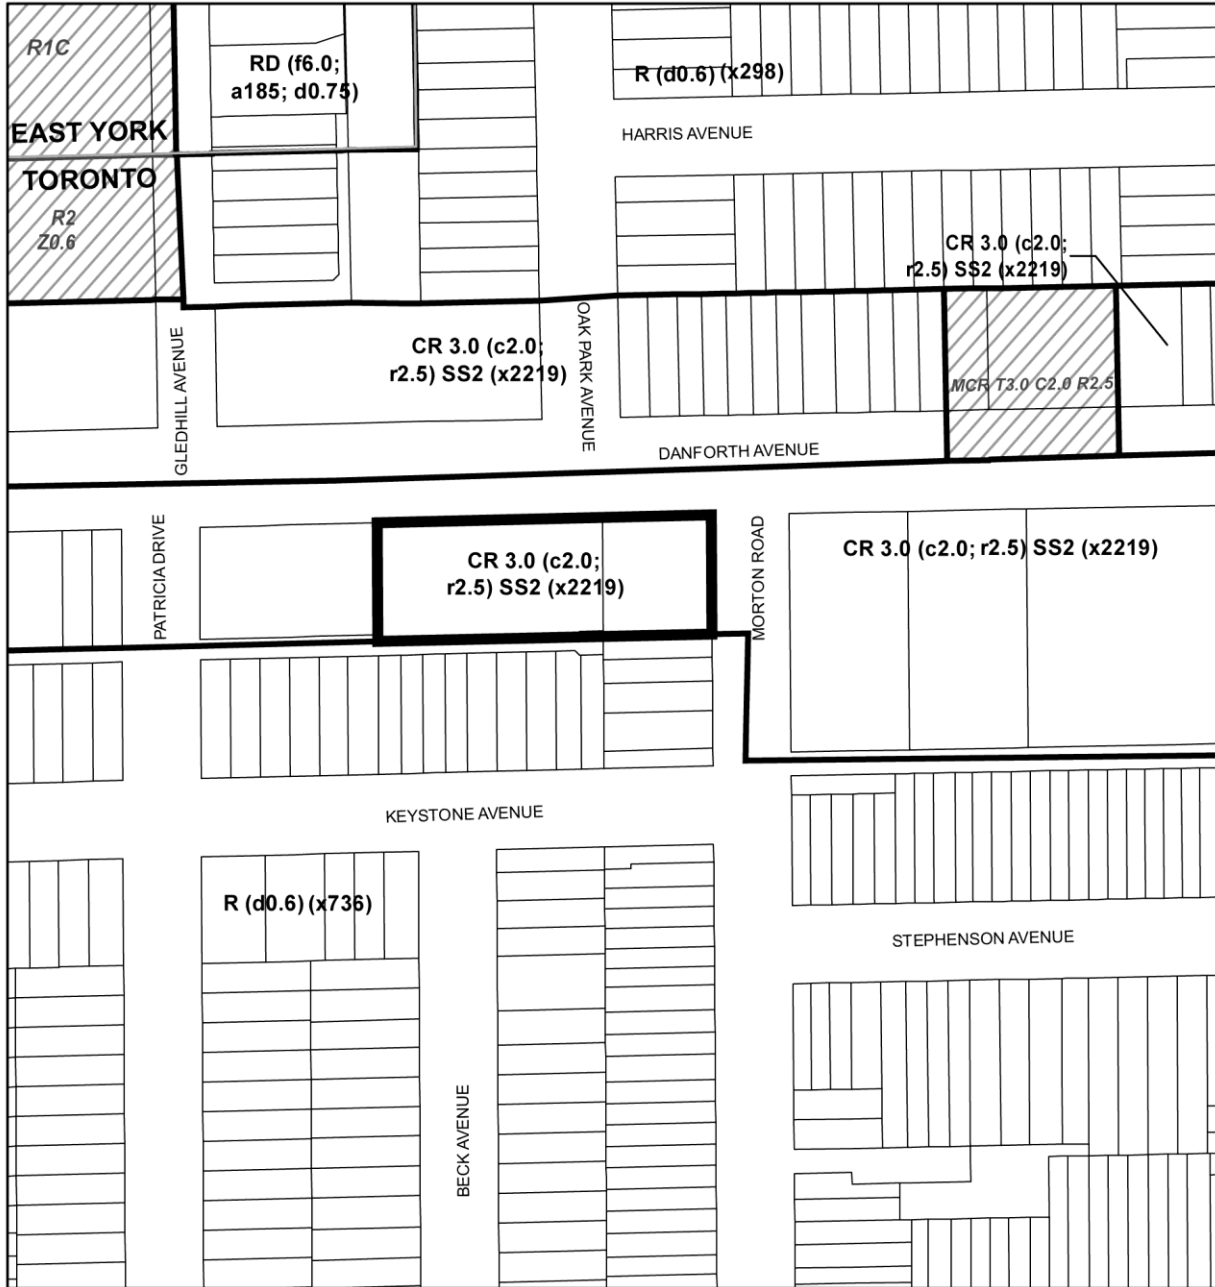 R1C
RD (f6.0;
a185; d0.75)
R (d0.6) (x298)
EAST YORK
HARRIS AVENUE
TORONTO
R2
Z0.6
CR 3.0 (c2.0;
r2.5) SS2 (x2219)
GLEDHILL AVENUE
CR 3.0 (c2.0;
r2.5) SS2 (x2219)
OAK PARK AVENUE
MCR T3.0 C2.0 R2.5
DANFORTH AVENUE
PATRICIA DRIVE
CR 3.0 (c2.0;
r2.5) SS2 (x2219)
MORTON ROAD
CR 3.0 (c2.0; r2.5) SS2 (x2219)
KEYSTONE AVENUE
R (d0.6) (x736)
STEPHENSON AVENUE
BECK AVENUE